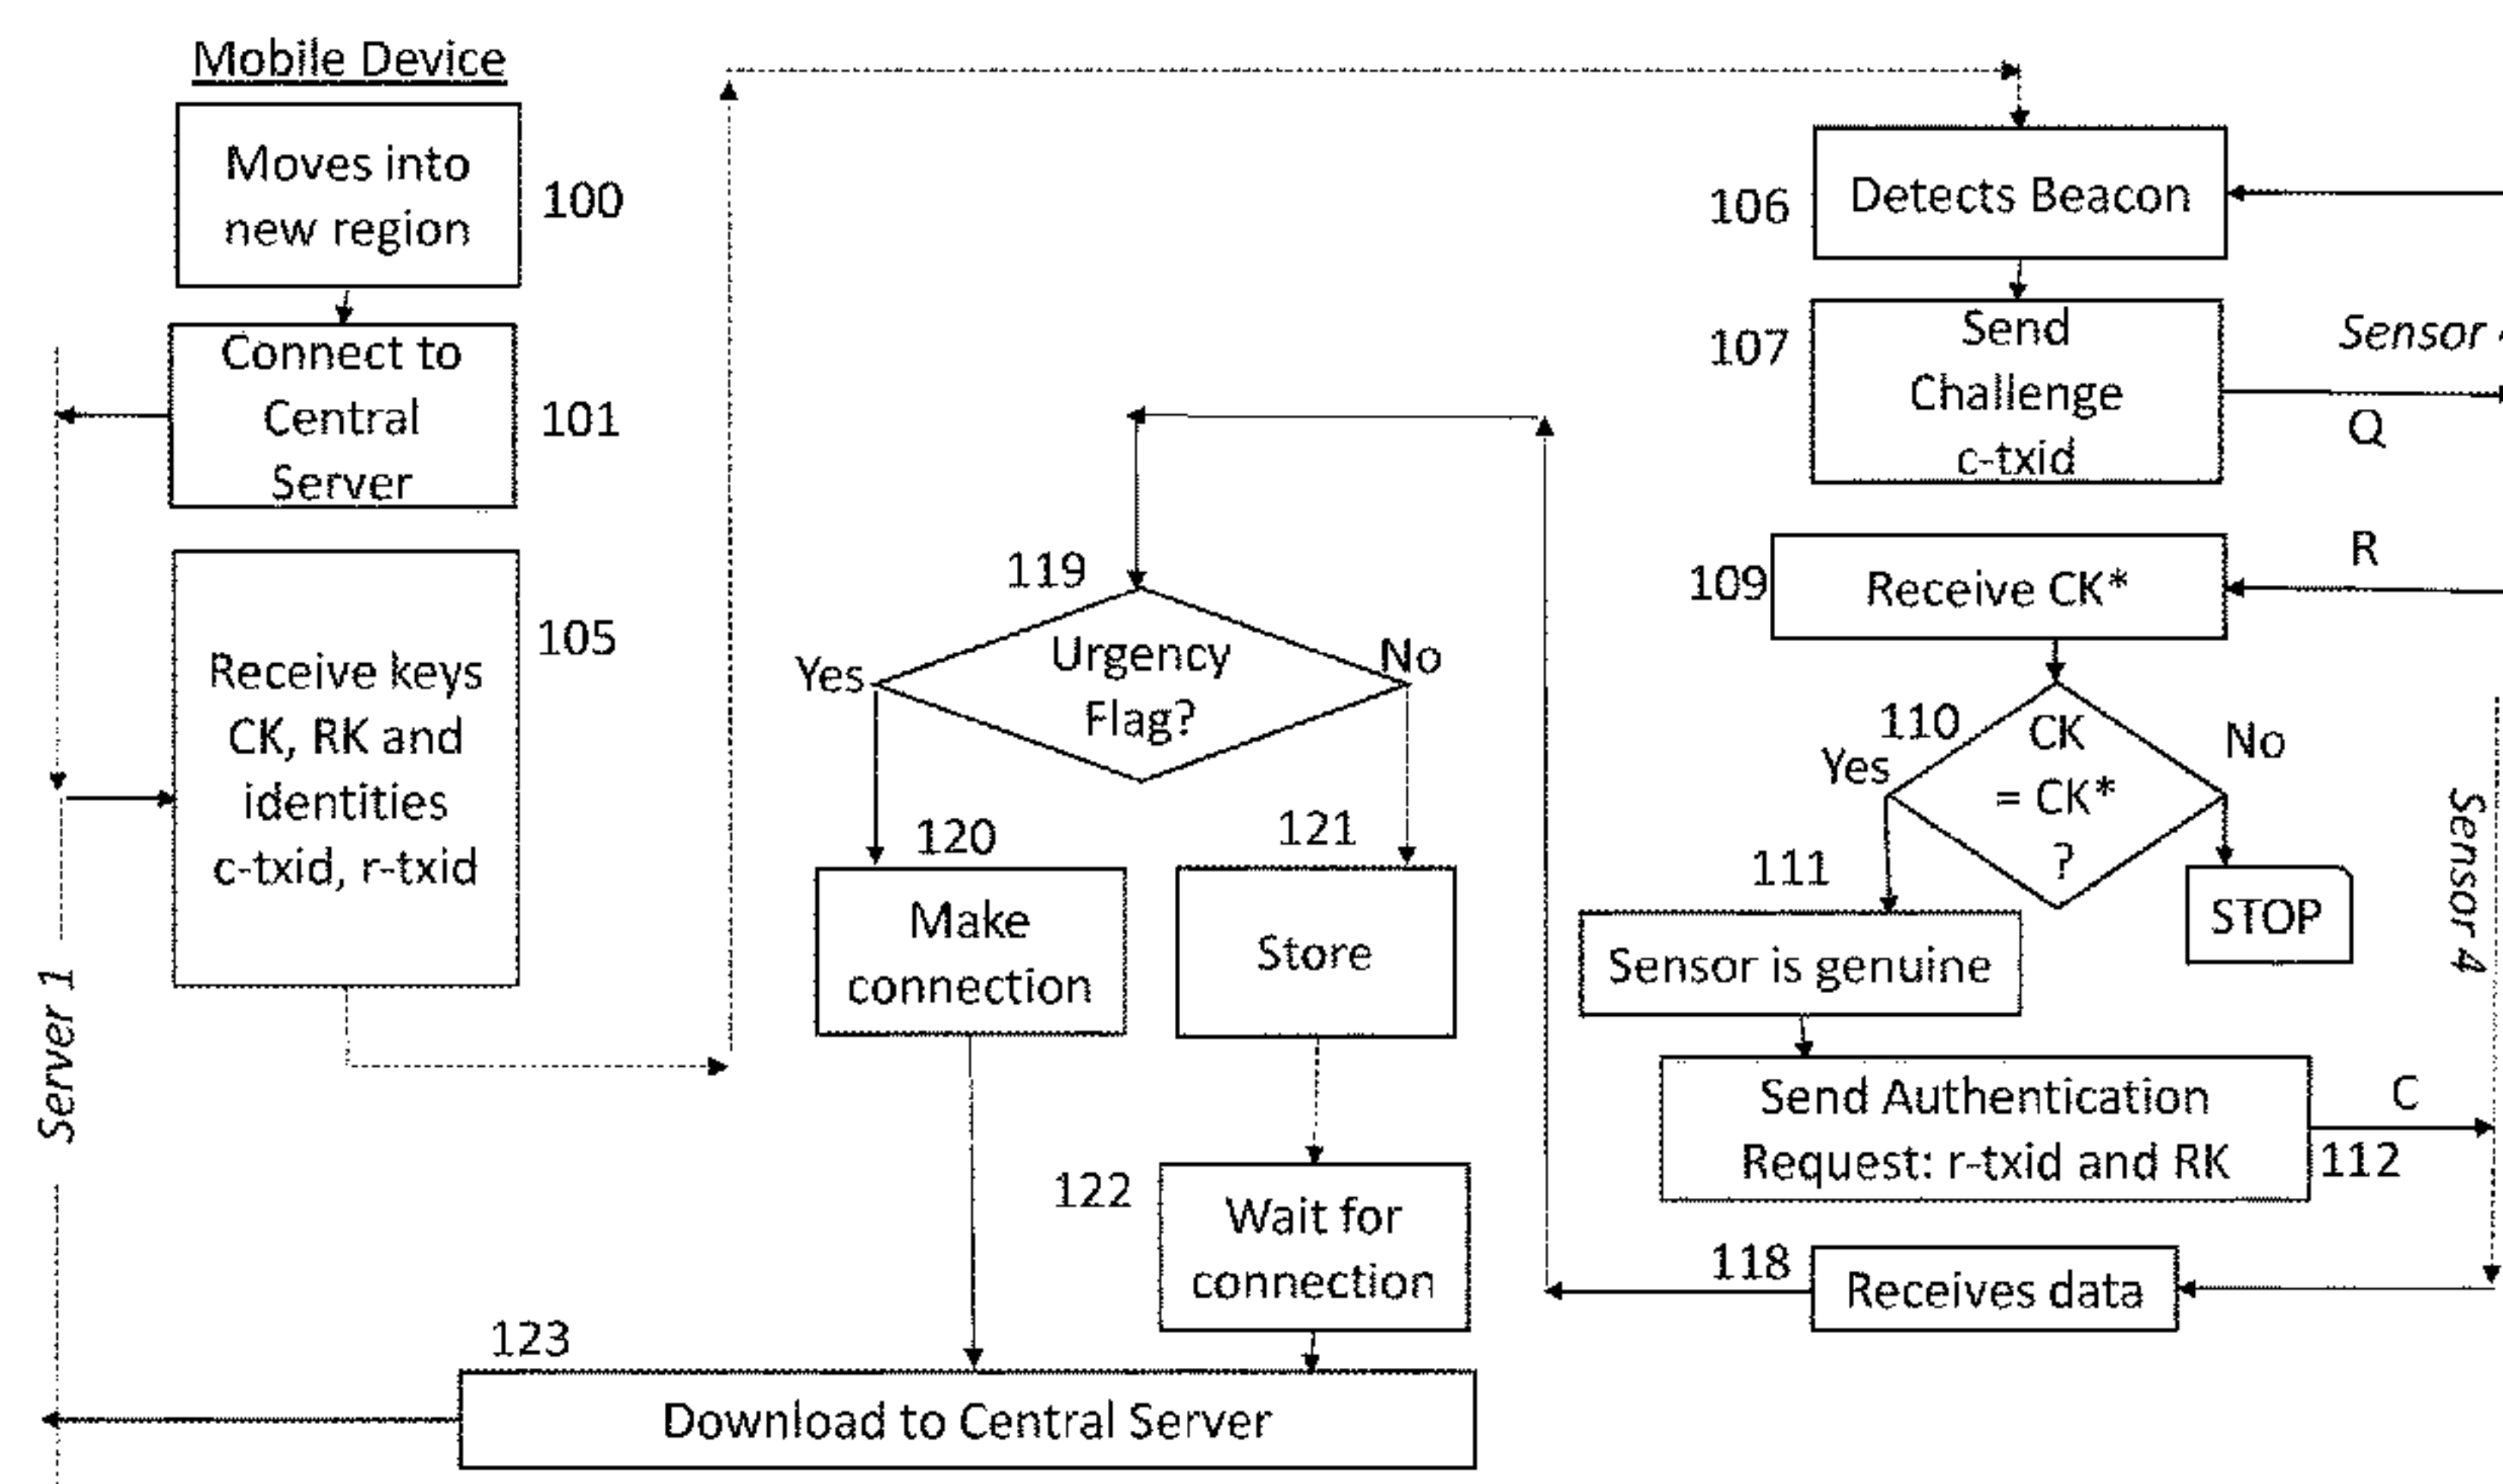 Mobile Device
Moves into
new region
100
Connect to
Central
Server
101
Receive keys
CK, RK and
identities
c-txid, r-txid
105
Server 1
Detects Beacon
106
Send
Challenge
c-txid
107
Sensor
Q
Receive CK*
109
R
CK
= CK*
?
110
Yes
No
STOP
111
Sensor is genuine
Send Authentication
Request: r-txid and RK
112
C
Sensor 4
118
Receives data
119
Urgency
Flag?
Yes
No
120
Make
connection
121
Store
122
Wait for
connection
123
Download to Central Server